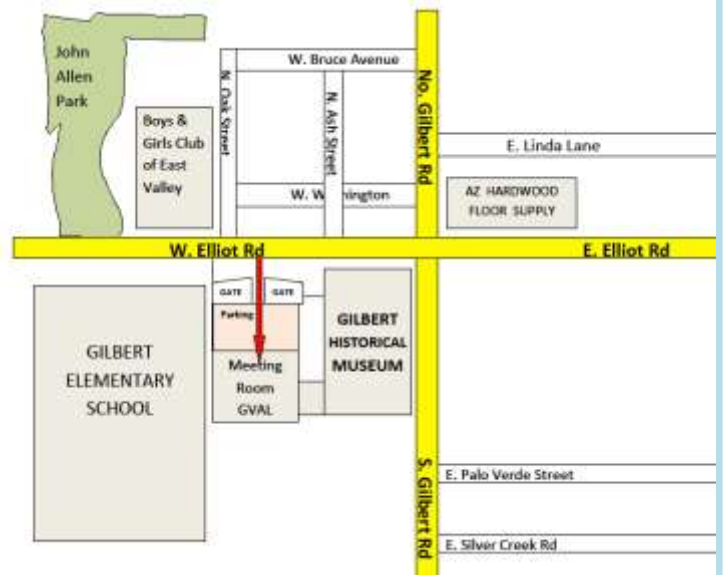 John
Allen
Park
Boys &
Girls Club
of East
Valley
W. Bruce Avenue
N. Oak Street
N. Ash Street
No. Gilbert Rd
E. Linda Lane
W. W nington
AZ HARDWOOD
FLOOR SUPPLY
W. Elliot Rd
E. Elliot Rd
GATE
GATE
Parking
GILBERT
HISTORICAL
MUSEUM
GILBERT
ELEMENTARY
SCHOOL
Meeting
Room
GVAL
S. Gilbert Rd
E. Palo Verde Street
E. Silver Creek Rd